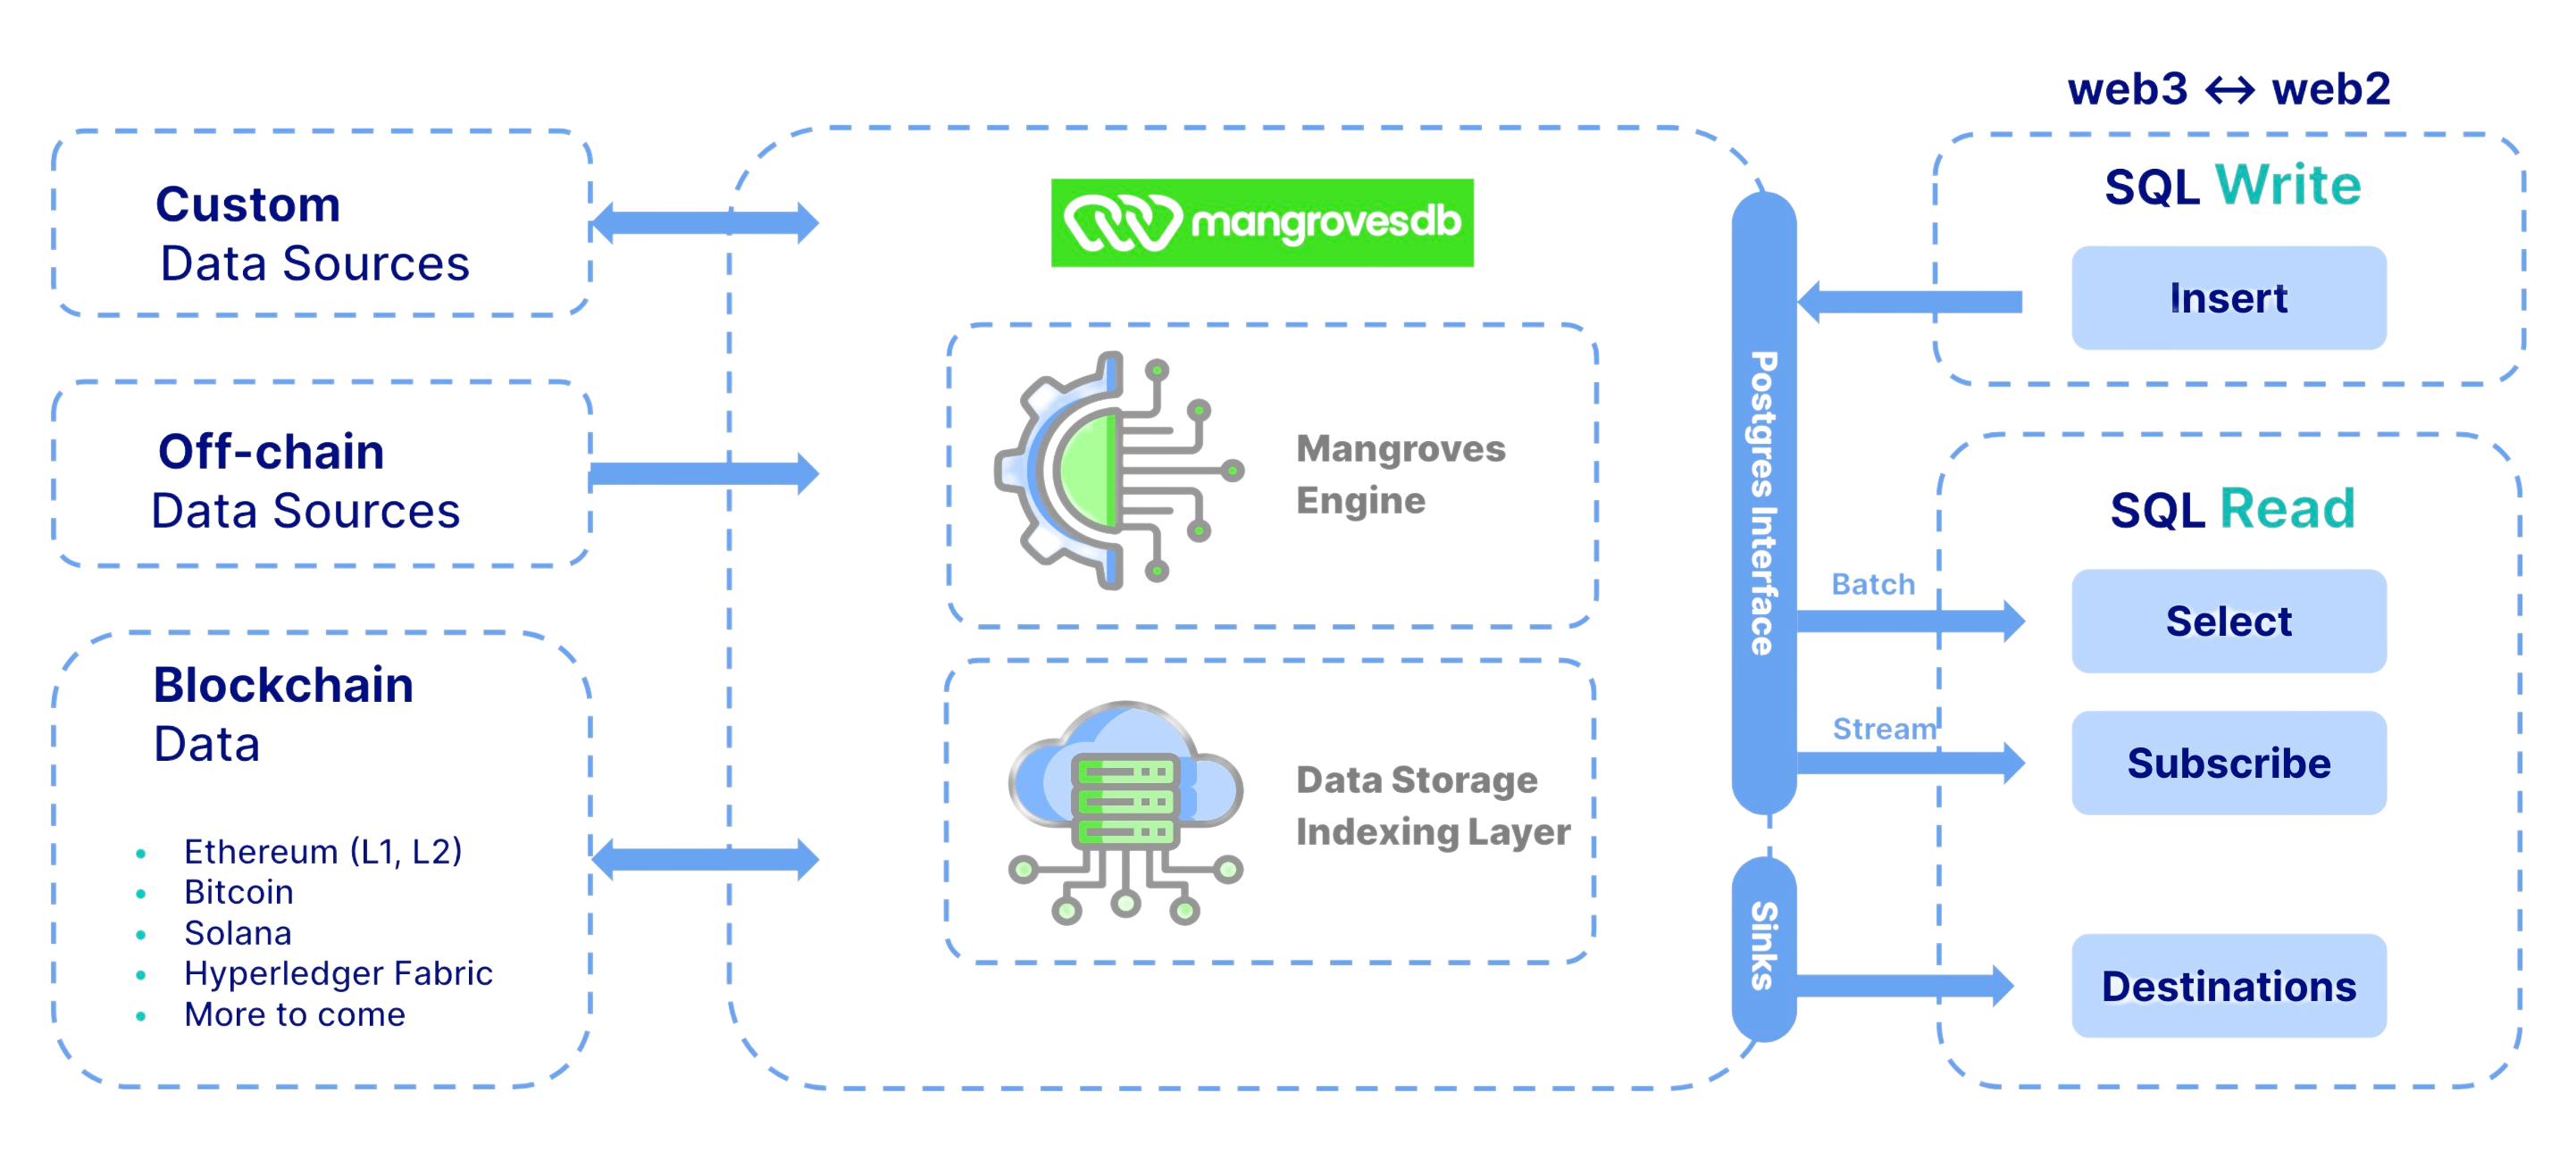 Custom
Data Sources
Off-chain
Data Sources
Blockchain
Data
• Ethereum (L1, L2)
• Bitcoin
• Solana
• Hyperledger Fabric
• More to come
mangrovesdb
Mangroves
Engine
Data Storage
Indexing Layer
Postgres Interface
Sinks
web3 ↔ web2
SQL Write
Insert
SQL Read
Batch
Select
Stream
Subscribe
Destinations